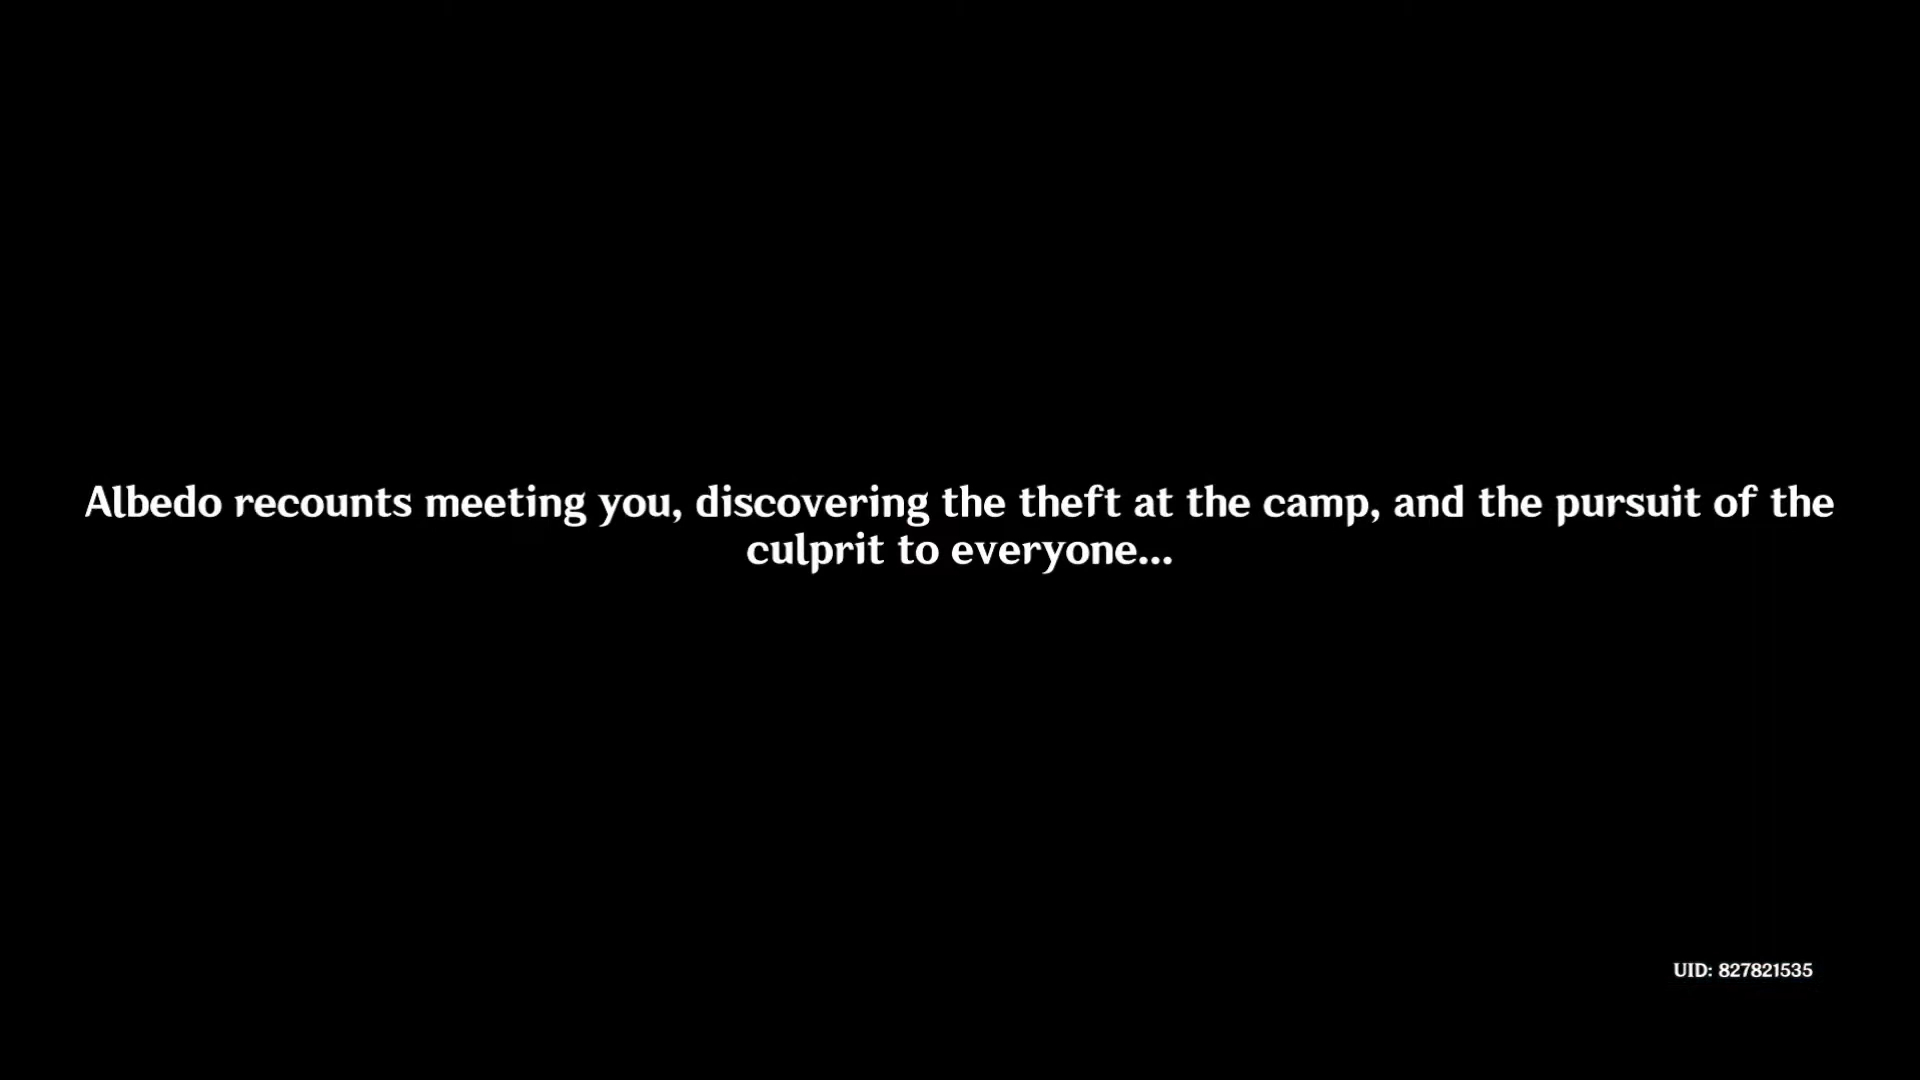 Albedo recounts meeting you, discovering the theft at the camp, and the pursuit of the
culprit to everyone...
UID: 827821535